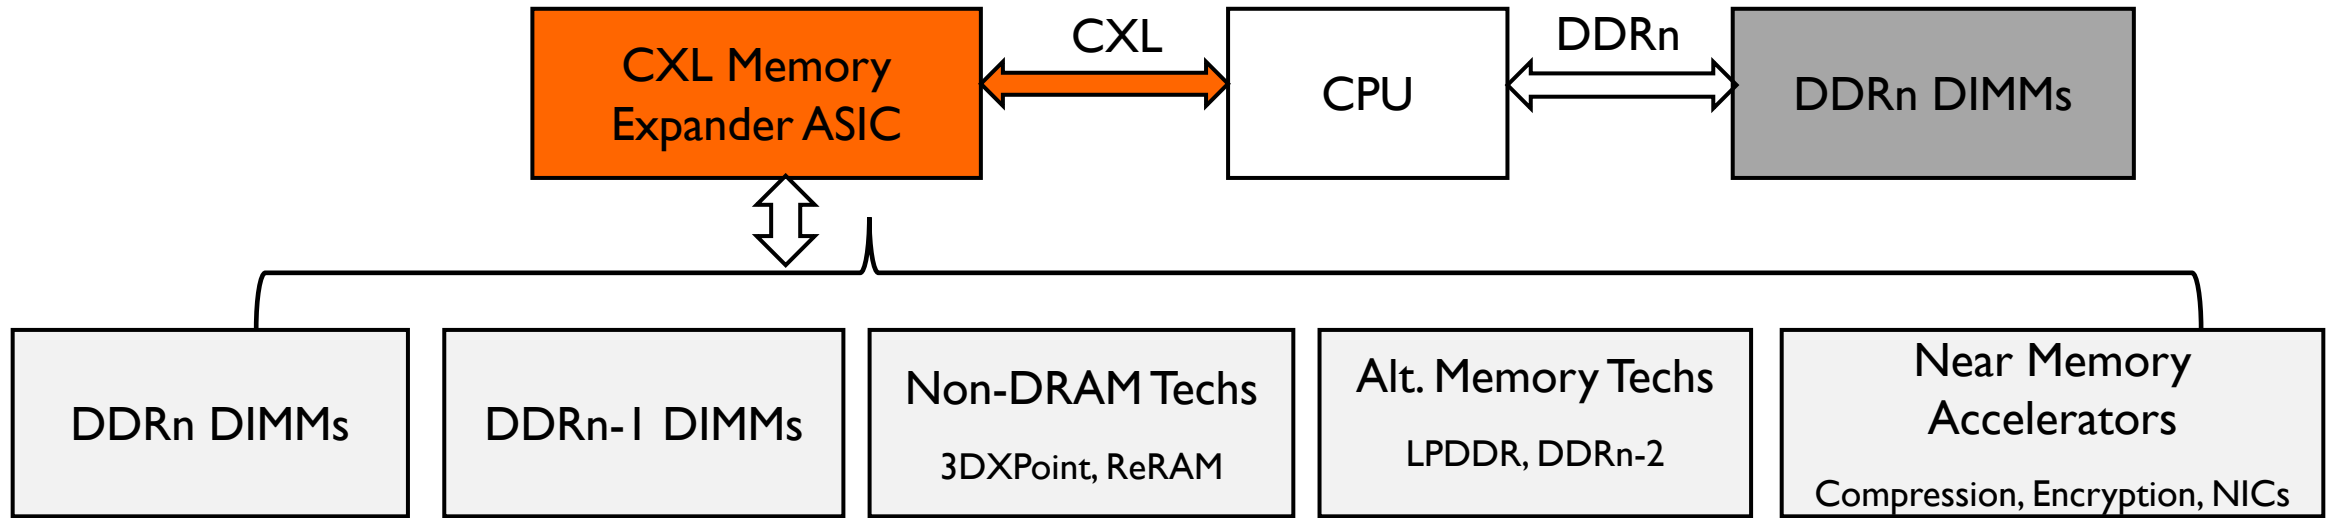 CXL Memory
Expander ASIC
CXL
CPU
DDRn
DDRn DIMMs
DDRn DIMMs
DDRn-1 DIMMs
Non-DRAM Techs
3DXPoint, ReRAM
Alt. Memory Techs
LPDDR, DDRn-2
Near Memory
Accelerators
Compression, Encryption, NICs